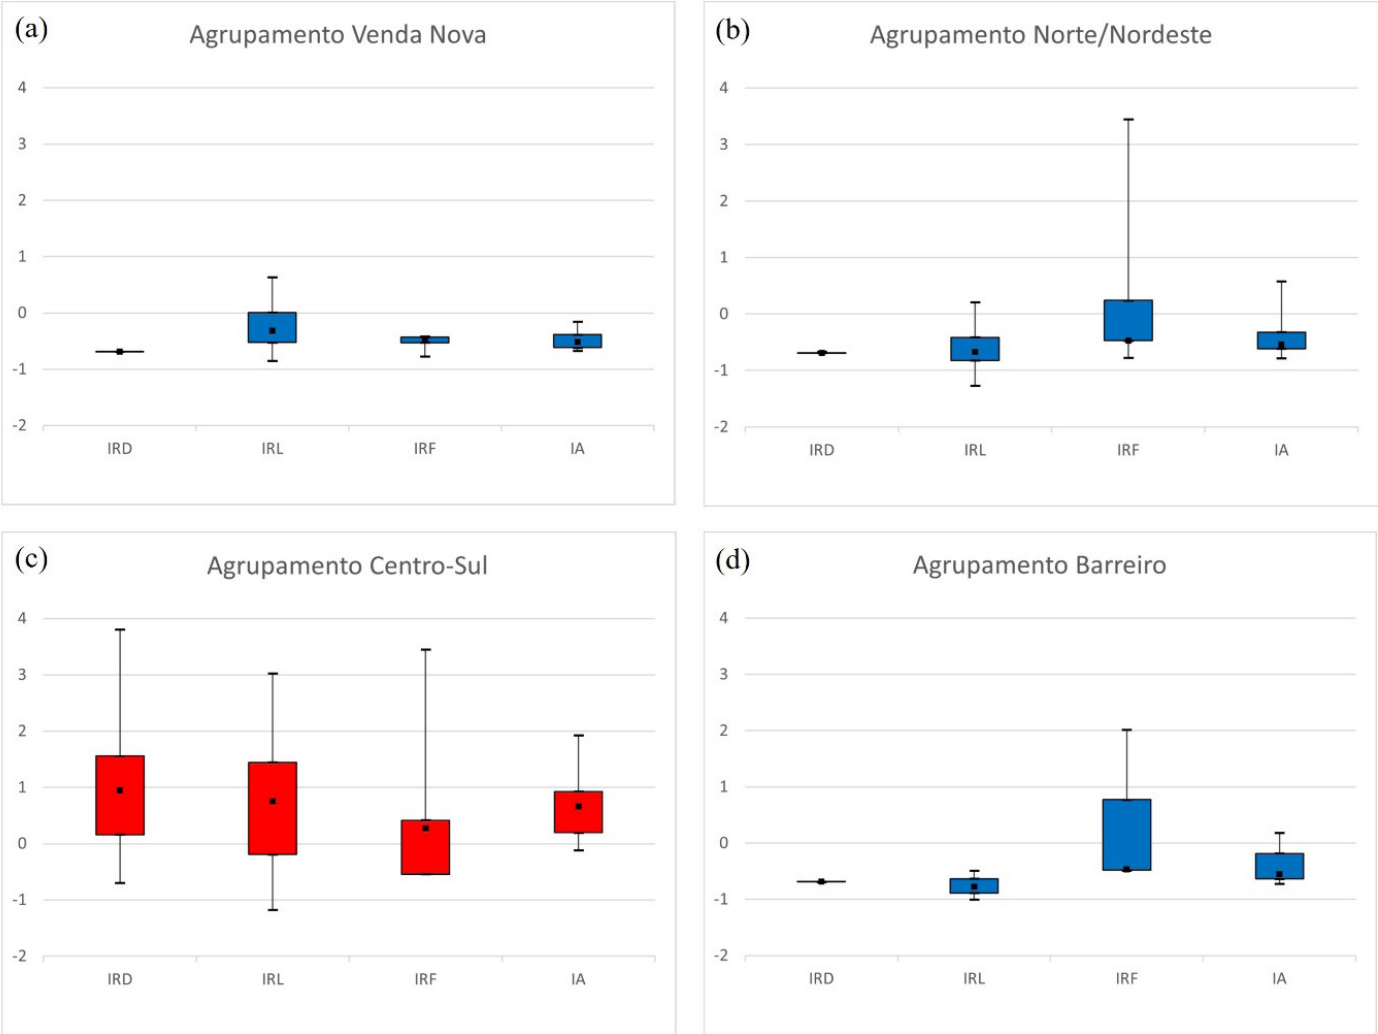 (a)
Agrupamento Venda Nova
4
3
2
1
0
-1
-2
IRD IRL IRF IA
(b)
Agrupamento Norte/Nordeste
4
3
2
1
0
-1
-2
IRD IRL IRF IA
(c)
Agrupamento Centro-Sul
4
3
2
1
0
-1
-2
IRD IRL IRF IA
(d)
Agrupamento Barreiro
4
3
2
1
0
-1
-2
IRD IRL IRF IA